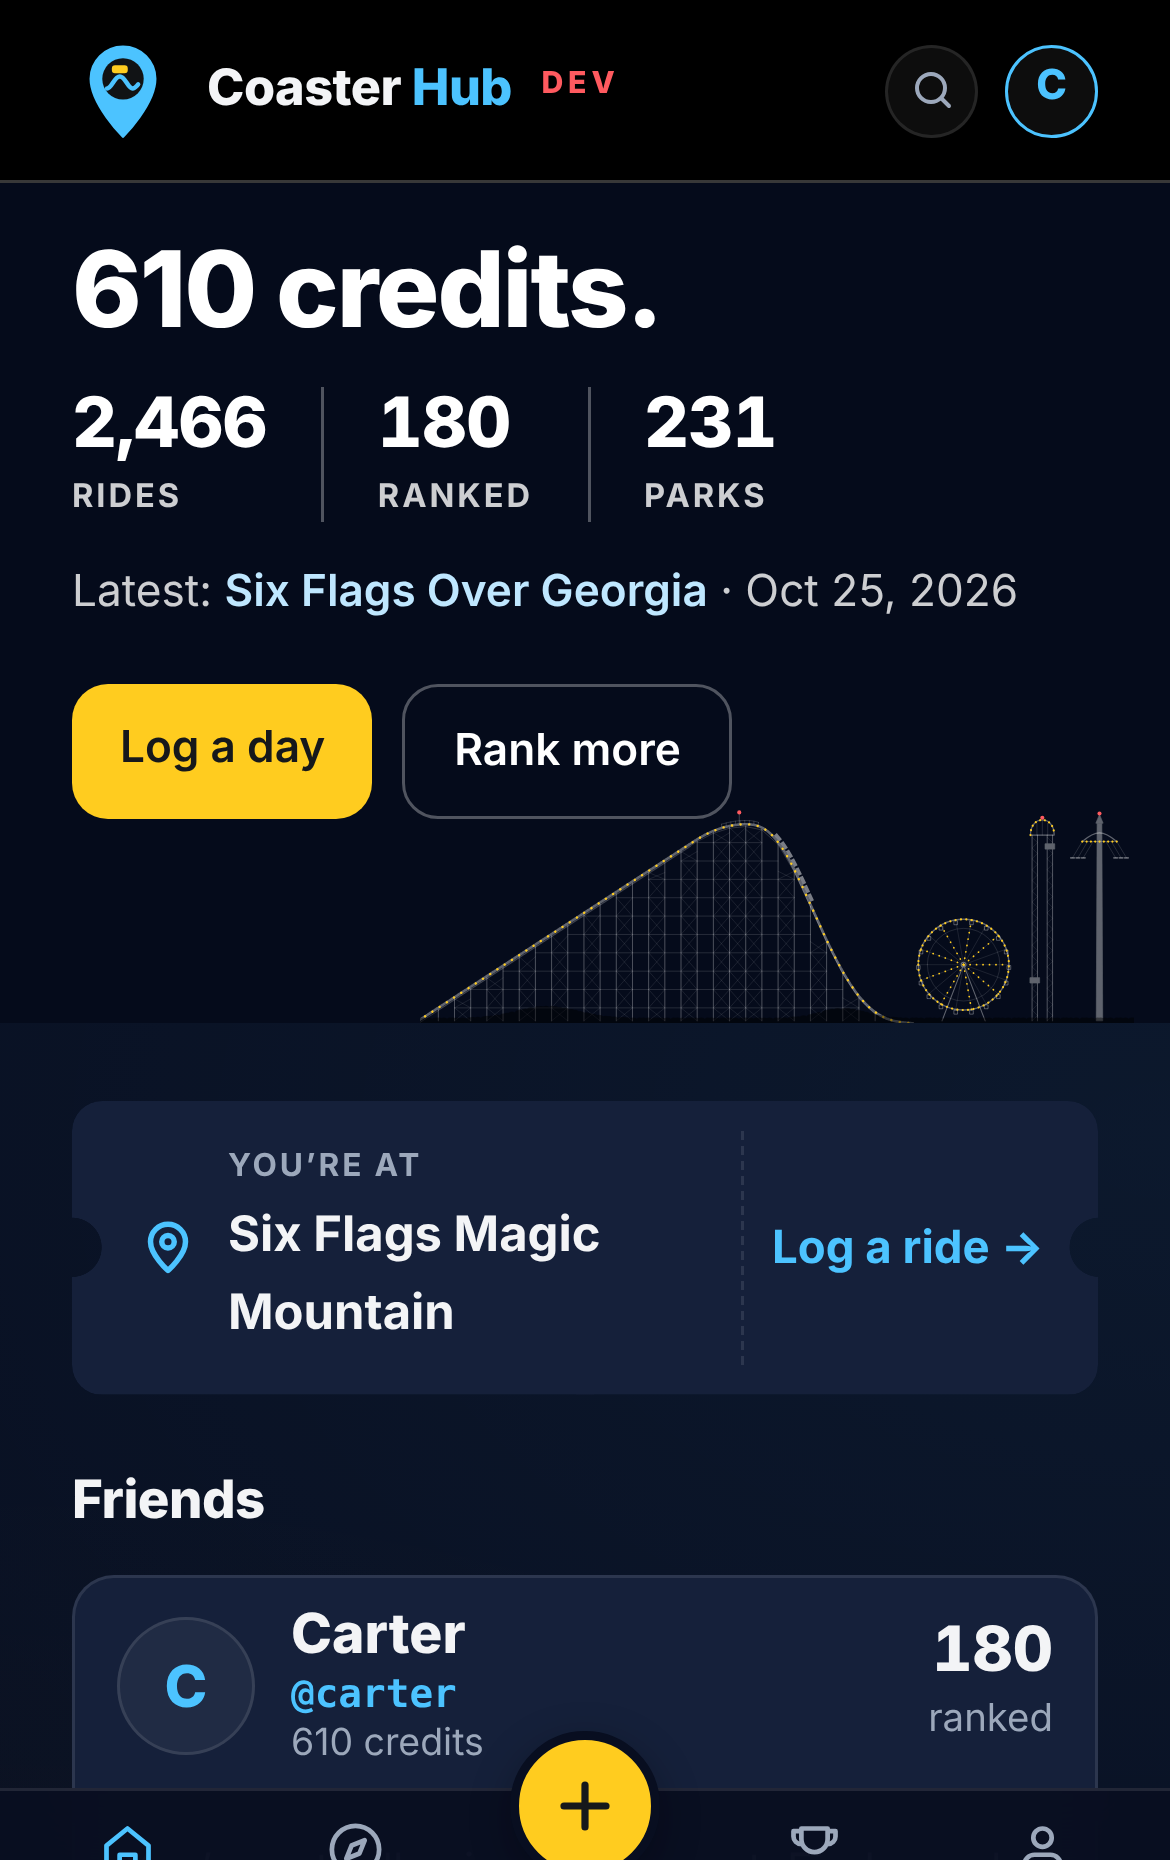 Coaster Hub DEV
C
610 credits.
2,466 180 231
RIDES RANKED PARKS
Latest: Six Flags Over Georgia · Oct 25, 2026
Log a day Rank more
YOU’RE AT
Six Flags Magic
Mountain
Log a ride →
Friends
C
Carter
@carter
610 credits
180
ranked